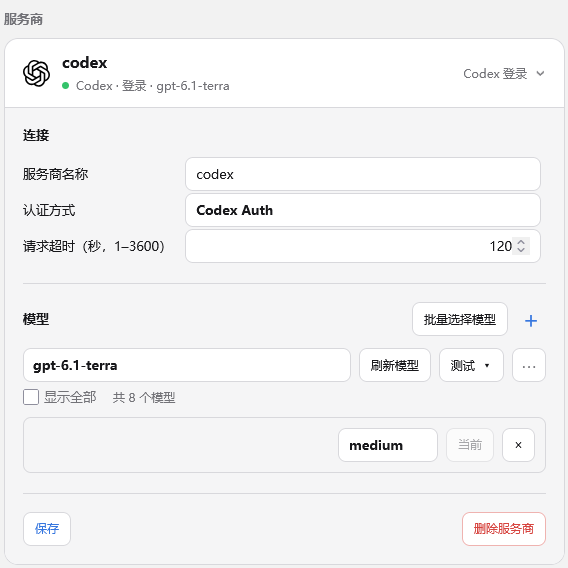 服务商
codex
Codex · 登录 · gpt-6.1-terra
Codex 登录
连接
服务商名称
codex
认证方式
Codex Auth
请求超时（秒，1–3600）
120
模型
批量选择模型
+
gpt-6.1-terra
刷新模型
测试 ▾
...
显示全部
共 8 个模型
medium
当前
×
保存
删除服务商